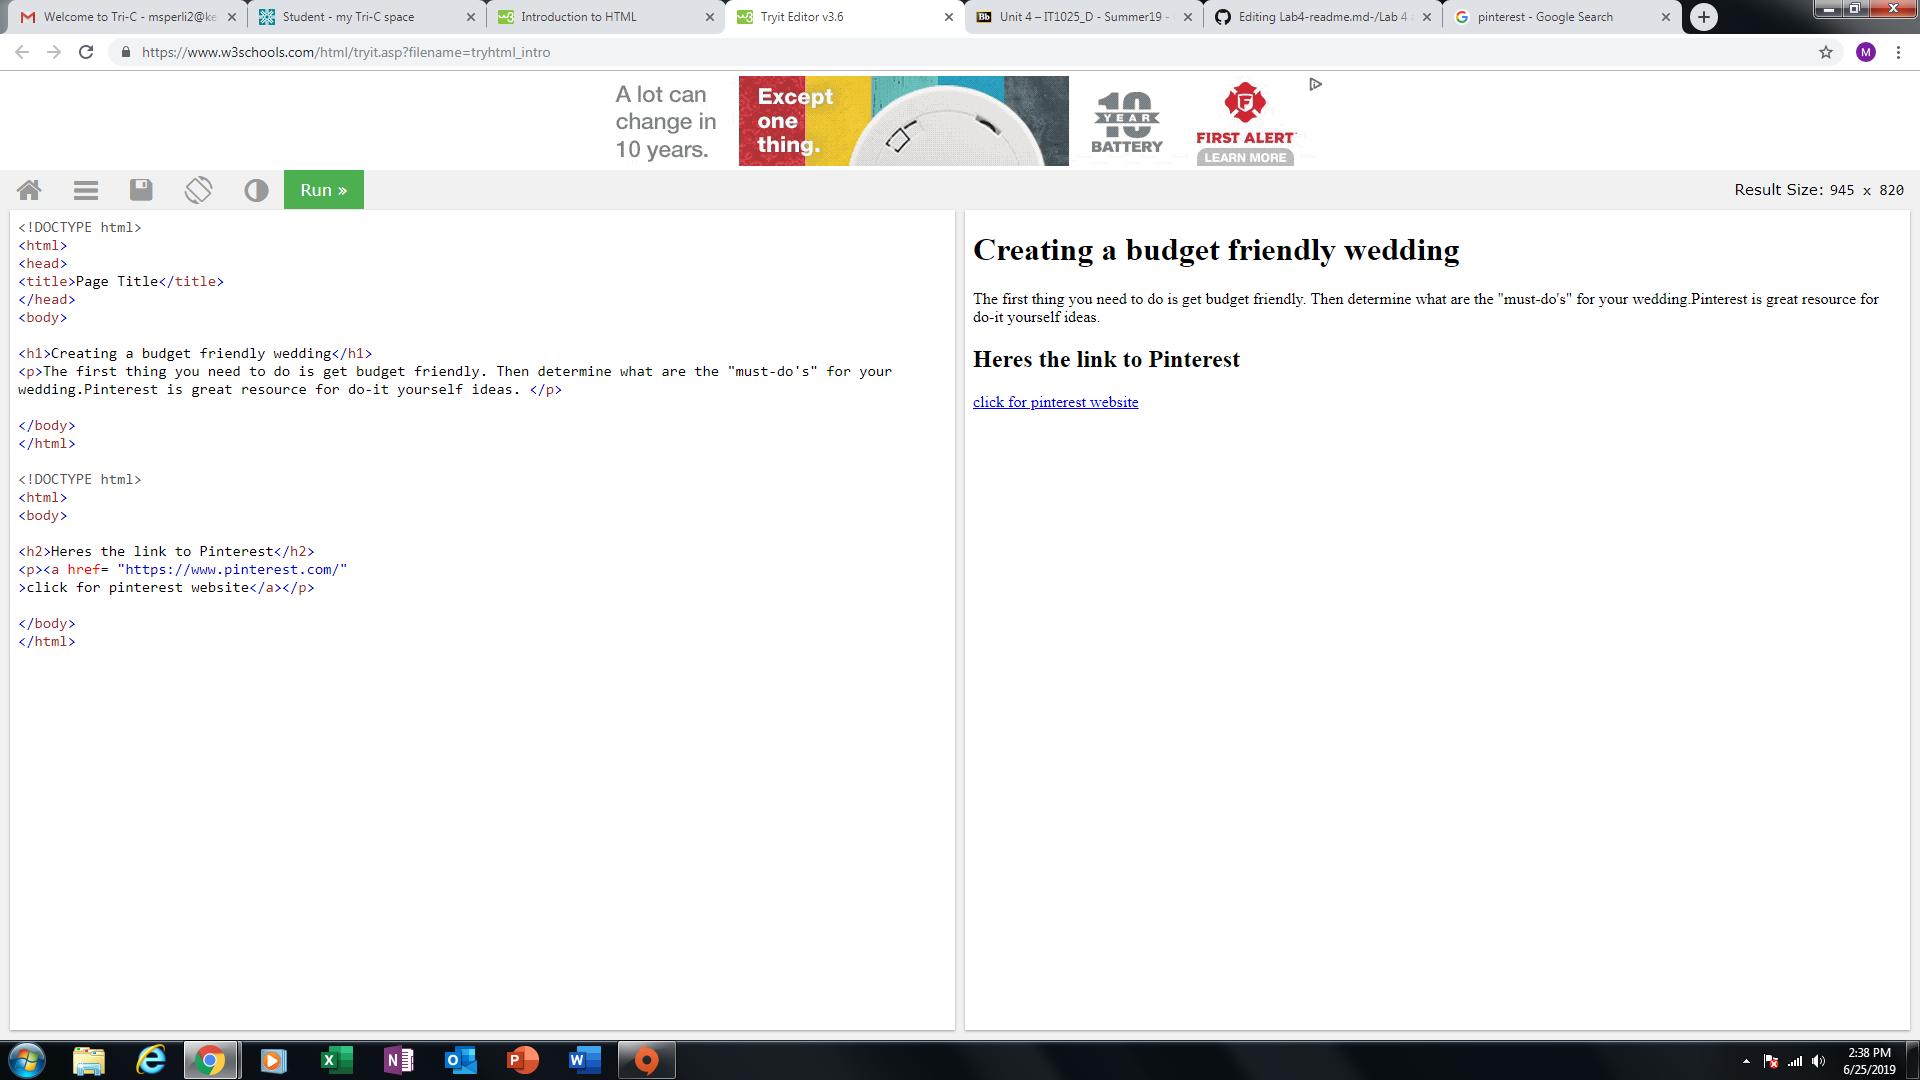 Welcome to Tri-C - msperli2@ke
Student - my Tri-C space
Introduction to HTML
Tryit Editor v3.6
Bb
Unit 4 – IT1025_D - Summer19 -
Editing Lab4-readme.md-/Lab 4
pinterest - Google Search
https://www.w3schools.com/html/tryit.asp?filename=tryhtml_intro
M
A lot can
change in
10 years.
Except
one
thing.
10
YEAR
BATTERY
F
FIRST ALERT
LEARN MORE
Run »
Result Size: 945 x 820
<!DOCTYPE html>
<html>
<head>
<title>Page Title</title>
</head>
<body>
<h1>Creating a budget friendly wedding</h1>
<p>The first thing you need to do is get budget friendly. Then determine what are the "must-do's" for your
wedding.Pinterest is great resource for do-it yourself ideas. </p>
</body>
</html>
<!DOCTYPE html>
<html>
<body>
<h2>Heres the link to Pinterest</h2>
<p><a href= "https://www.pinterest.com/"
>click for pinterest website</a></p>
</body>
</html>
Creating a budget friendly wedding
The first thing you need to do is get budget friendly. Then determine what are the "must-do's" for your wedding.Pinterest is great resource for
do-it yourself ideas.
Heres the link to Pinterest
click for pinterest website
2:38 PM
6/25/2019